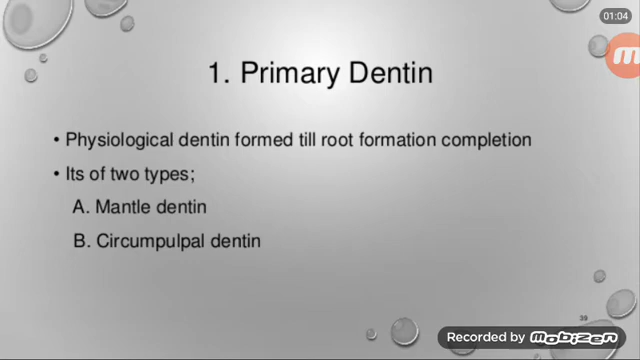 01:04
1. Primary Dentin
• Physiological dentin formed till root formation completion
• Its of two types;
A. Mantle dentin
B. Circumpulpal dentin
39
Recorded by mobizen